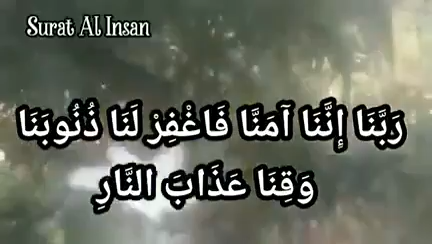 Surat Al Insan
رَبَّنَا إِنَّنَا آمَنَّا فَاغْفِرْ لَنَا ذُنُوبَنَا
وَقِنَا عَذَابَ النَّارِ